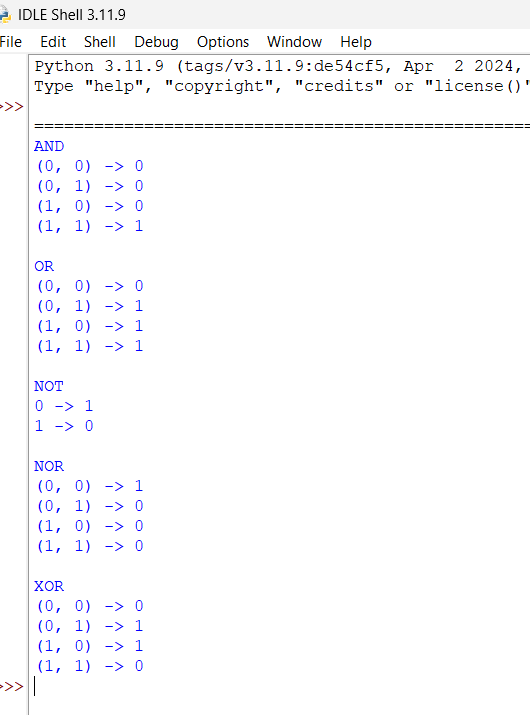 IDLE Shell 3.11.9
File Edit Shell Debug Options Window Help
Python 3.11.9 (tags/v3.11.9:de54cf5, Apr  2 2024,
Type "help", "copyright", "credits" or "license()"
>>>
=====================================================
AND
(0, 0) -> 0
(0, 1) -> 0
(1, 0) -> 0
(1, 1) -> 1
OR
(0, 0) -> 0
(0, 1) -> 1
(1, 0) -> 1
(1, 1) -> 1
NOT
0 -> 1
1 -> 0
NOR
(0, 0) -> 1
(0, 1) -> 0
(1, 0) -> 0
(1, 1) -> 0
XOR
(0, 0) -> 0
(0, 1) -> 1
(1, 0) -> 1
(1, 1) -> 0
>>>